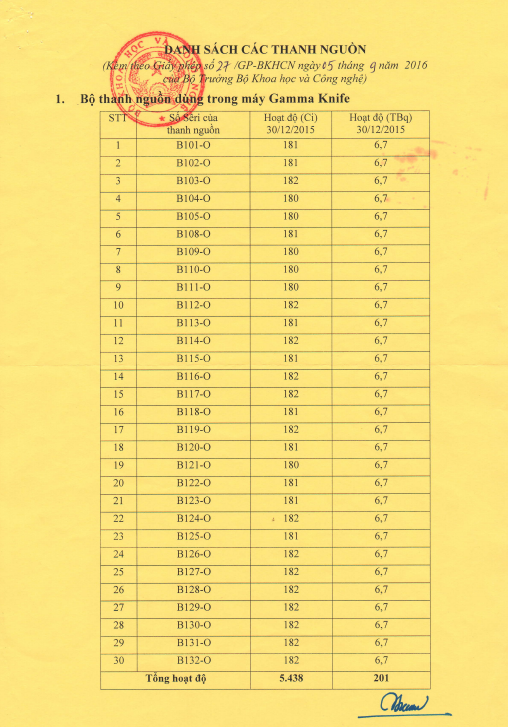 DANH SÁCH CÁC THANH NGUỒN
(Kèm theo Giấy phép số 27 /GP-BKHCN ngày 15 tháng 9 năm 2016
của Bộ Trưởng Bộ Khoa học và Công nghệ)
1. Bộ thanh nguồn dùng trong máy Gamma Knife
STT Số Sêri của thanh nguồn Hoạt độ (Ci) 30/12/2015 Hoạt độ (TBq) 30/12/2015
1 B101-O 181 6,7
2 B102-O 181 6,7
3 B103-O 182 6,7
4 B104-O 180 6,7
5 B105-O 180 6,7
6 B108-O 181 6,7
7 B109-O 180 6,7
8 B110-O 180 6,7
9 B111-O 180 6,7
10 B112-O 182 6,7
11 B113-O 181 6,7
12 B114-O 182 6,7
13 B115-O 181 6,7
14 B116-O 182 6,7
15 B117-O 182 6,7
16 B118-O 181 6,7
17 B119-O 182 6,7
18 B120-O 181 6,7
19 B121-O 180 6,7
20 B122-O 181 6,7
21 B123-O 181 6,7
22 B124-O 182 6,7
23 B125-O 181 6,7
24 B126-O 182 6,7
25 B127-O 182 6,7
26 B128-O 182 6,7
27 B129-O 182 6,7
28 B130-O 182 6,7
29 B131-O 182 6,7
30 B132-O 182 6,7
Tổng hoạt độ 5.438 201